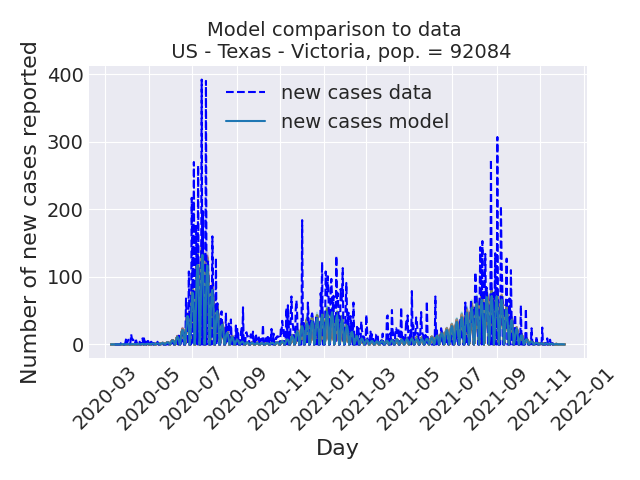 Model comparison to data
US - Texas - Victoria, pop. = 92084
Number of new cases reported
400
300
200
100
0
new cases data
new cases model
2020-03
2020-05
2020-07
2020-09
2020-11
2021-01
2021-03
2021-05
2021-07
2021-09
2021-11
2022-01
Day